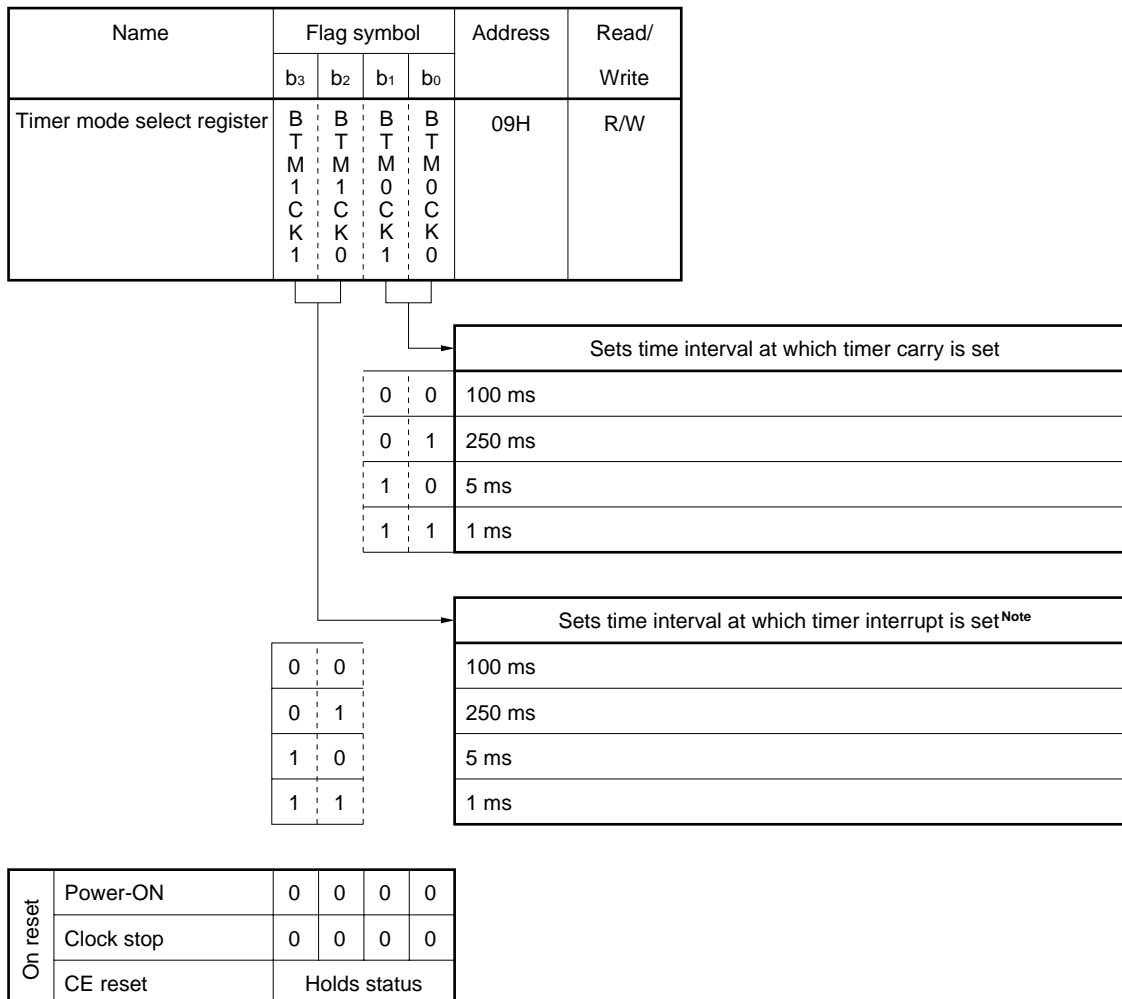 Name Flag symbol Address Read/
b3 b2 b1 b0 Write
Timer mode select register BTM1CK1 BTM1CK0 BTM0CK1 BTM0CK0 09H R/W
Sets time interval at which timer carry is set
0 0 100 ms
0 1 250 ms
1 0 5 ms
1 1 1 ms
Sets time interval at which timer interrupt is set Note
0 0 100 ms
0 1 250 ms
1 0 5 ms
1 1 1 ms
On reset
Power-ON 0 0 0 0
Clock stop 0 0 0 0
CE reset Holds status